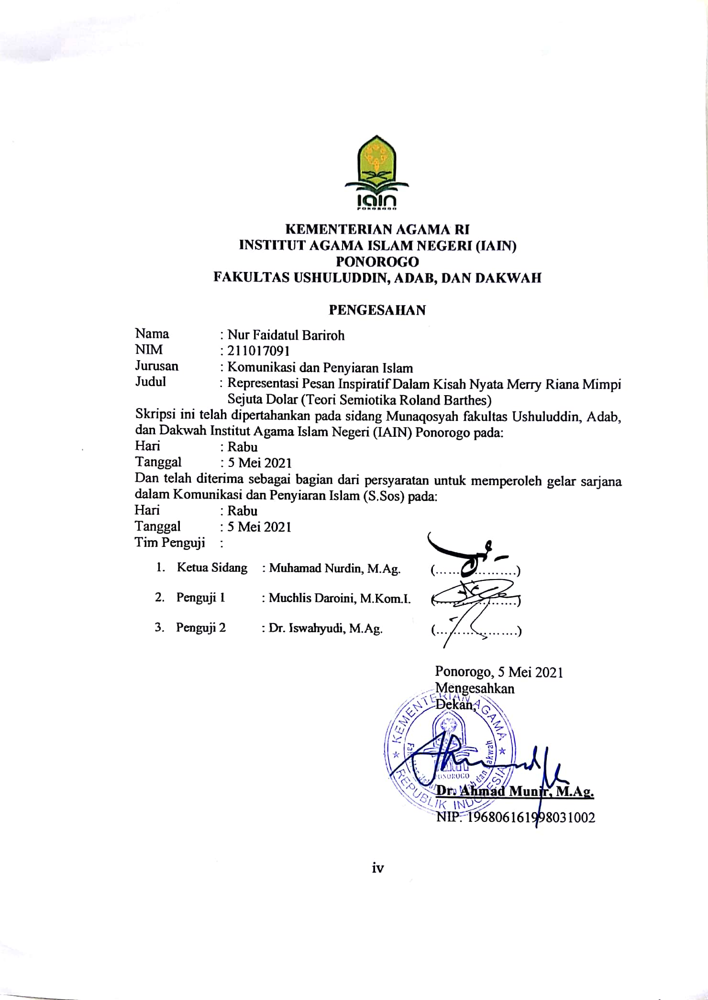 IAIN
PONOROGO
KEMENTERIAN AGAMA RI
INSTITUT AGAMA ISLAM NEGERI (IAIN)
PONOROGO
FAKULTAS USHULUDDIN, ADAB, DAN DAKWAH
PENGESAHAN
Nama : Nur Faidatul Bariroh
NIM : 211017091
Jurusan : Komunikasi dan Penyiaran Islam
Judul : Representasi Pesan Inspiratif Dalam Kisah Nyata Merry Riana Mimpi
Sejuta Dolar (Teori Semiotika Roland Barthes)
Skripsi ini telah dipertahankan pada sidang Munaqosyah fakultas Ushuluddin, Adab,
dan Dakwah Institut Agama Islam Negeri (IAIN) Ponorogo pada:
Hari : Rabu
Tanggal : 5 Mei 2021
Dan telah diterima sebagai bagian dari persyaratan untuk memperoleh gelar sarjana
dalam Komunikasi dan Penyiaran Islam (S.Sos) pada:
Hari : Rabu
Tanggal : 5 Mei 2021
Tim Penguji :
1. Ketua Sidang : Muhamad Nurdin, M.Ag. (....................)
2. Penguji 1 : Muchlis Daroini, M.Kom.I. (....................)
3. Penguji 2 : Dr. Iswahyudi, M.Ag. (....................)
Ponorogo, 5 Mei 2021
Mengesahkan
Dekan,
KEMENTERIAN AGAMA
REPUBLIK INDONESIA
PONOROGO
Dr. Ahmad Munir, M.Ag.
NIP. 196806161998031002
iv